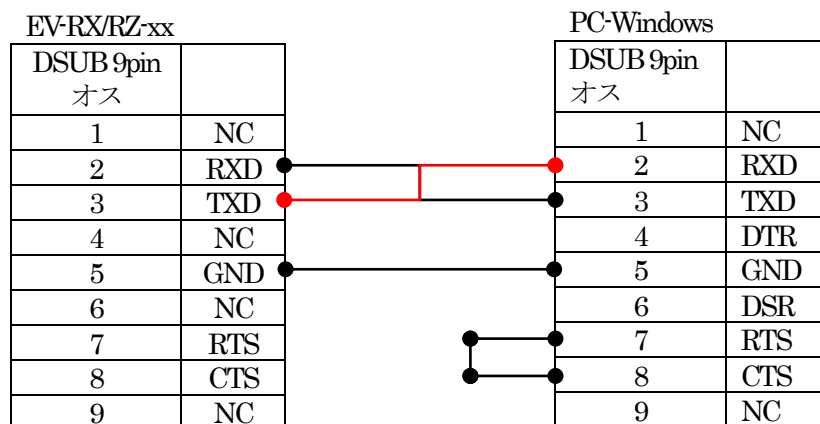 EV-RX/RZ-xx
DSUB 9pin
オス
1 NC
2 RXD
3 TXD
4 NC
5 GND
6 NC
7 RTS
8 CTS
9 NC
PC-Windows
DSUB 9pin
オス
1 NC
2 RXD
3 TXD
4 DTR
5 GND
6 DSR
7 RTS
8 CTS
9 NC